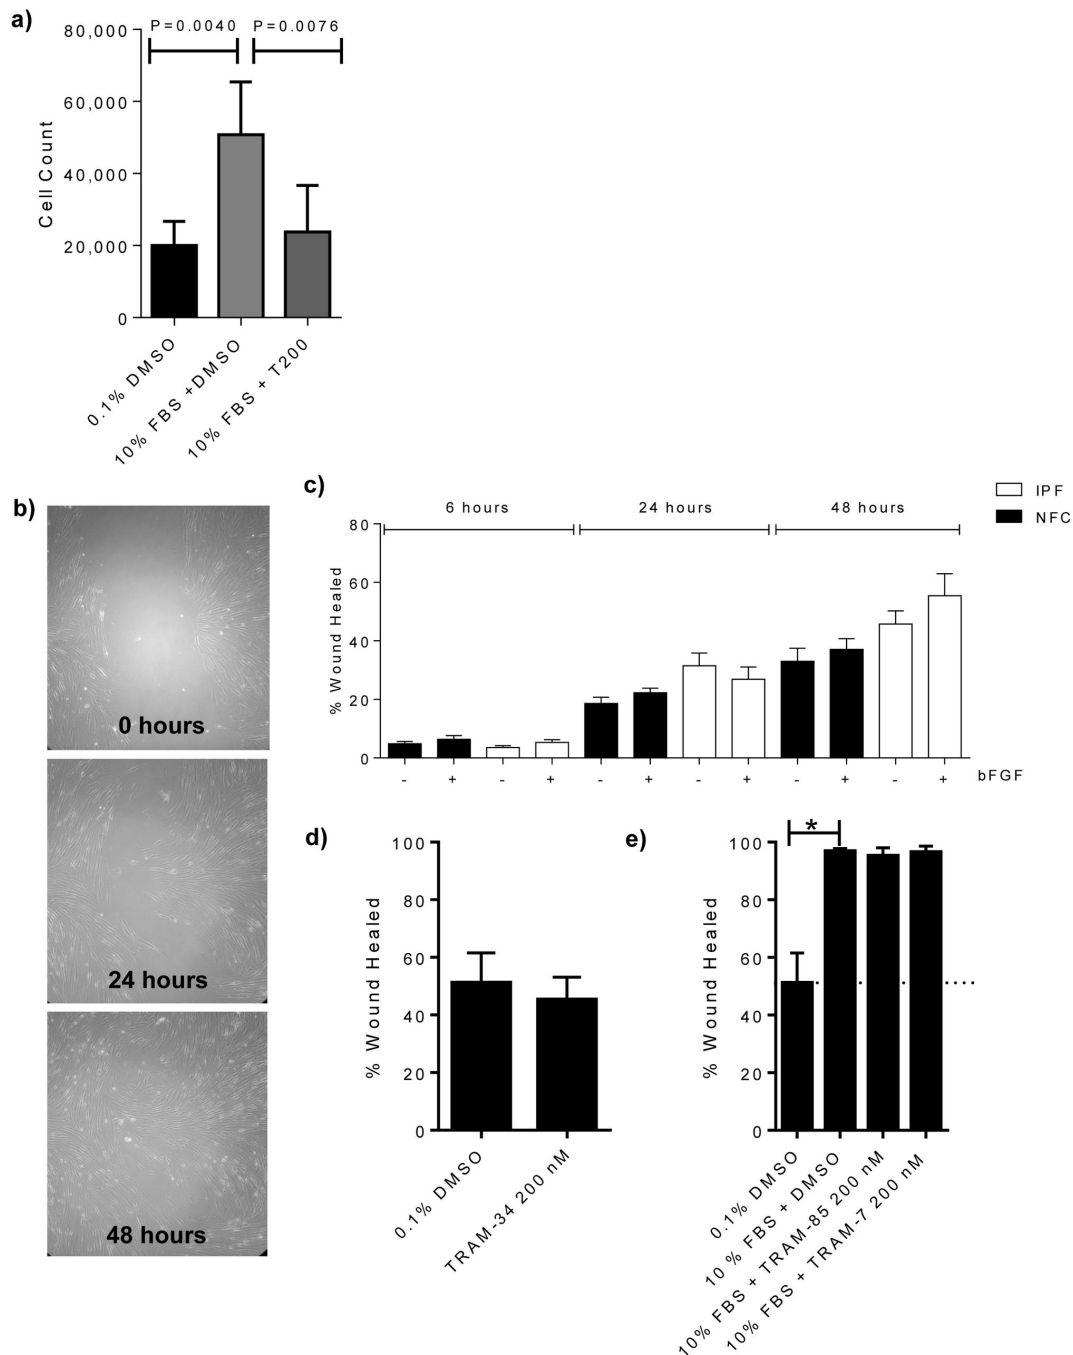 a)
P=0.0040 P=0.0076
80,000
60,000
40,000
20,000
0
Cell Count
0.1% DMSO
10% FBS +DMSO
10% FBS + T200
b)
0 hours
24 hours
48 hours
c)
6 hours 24 hours 48 hours
IPF
NFC
80
60
40
20
0
% Wound Healed
- + - + - + - + - + - + bFGF
d)
100
80
60
40
20
0
% Wound Healed
0.1% DMSO
TRAM-34 200 nM
e)
*
100
80
60
40
20
0
% Wound Healed
0.1% DMSO
10 % FBS + DMSO
10% FBS + TRAM-85 200 nM
10% FBS + TRAM-7 200 nM